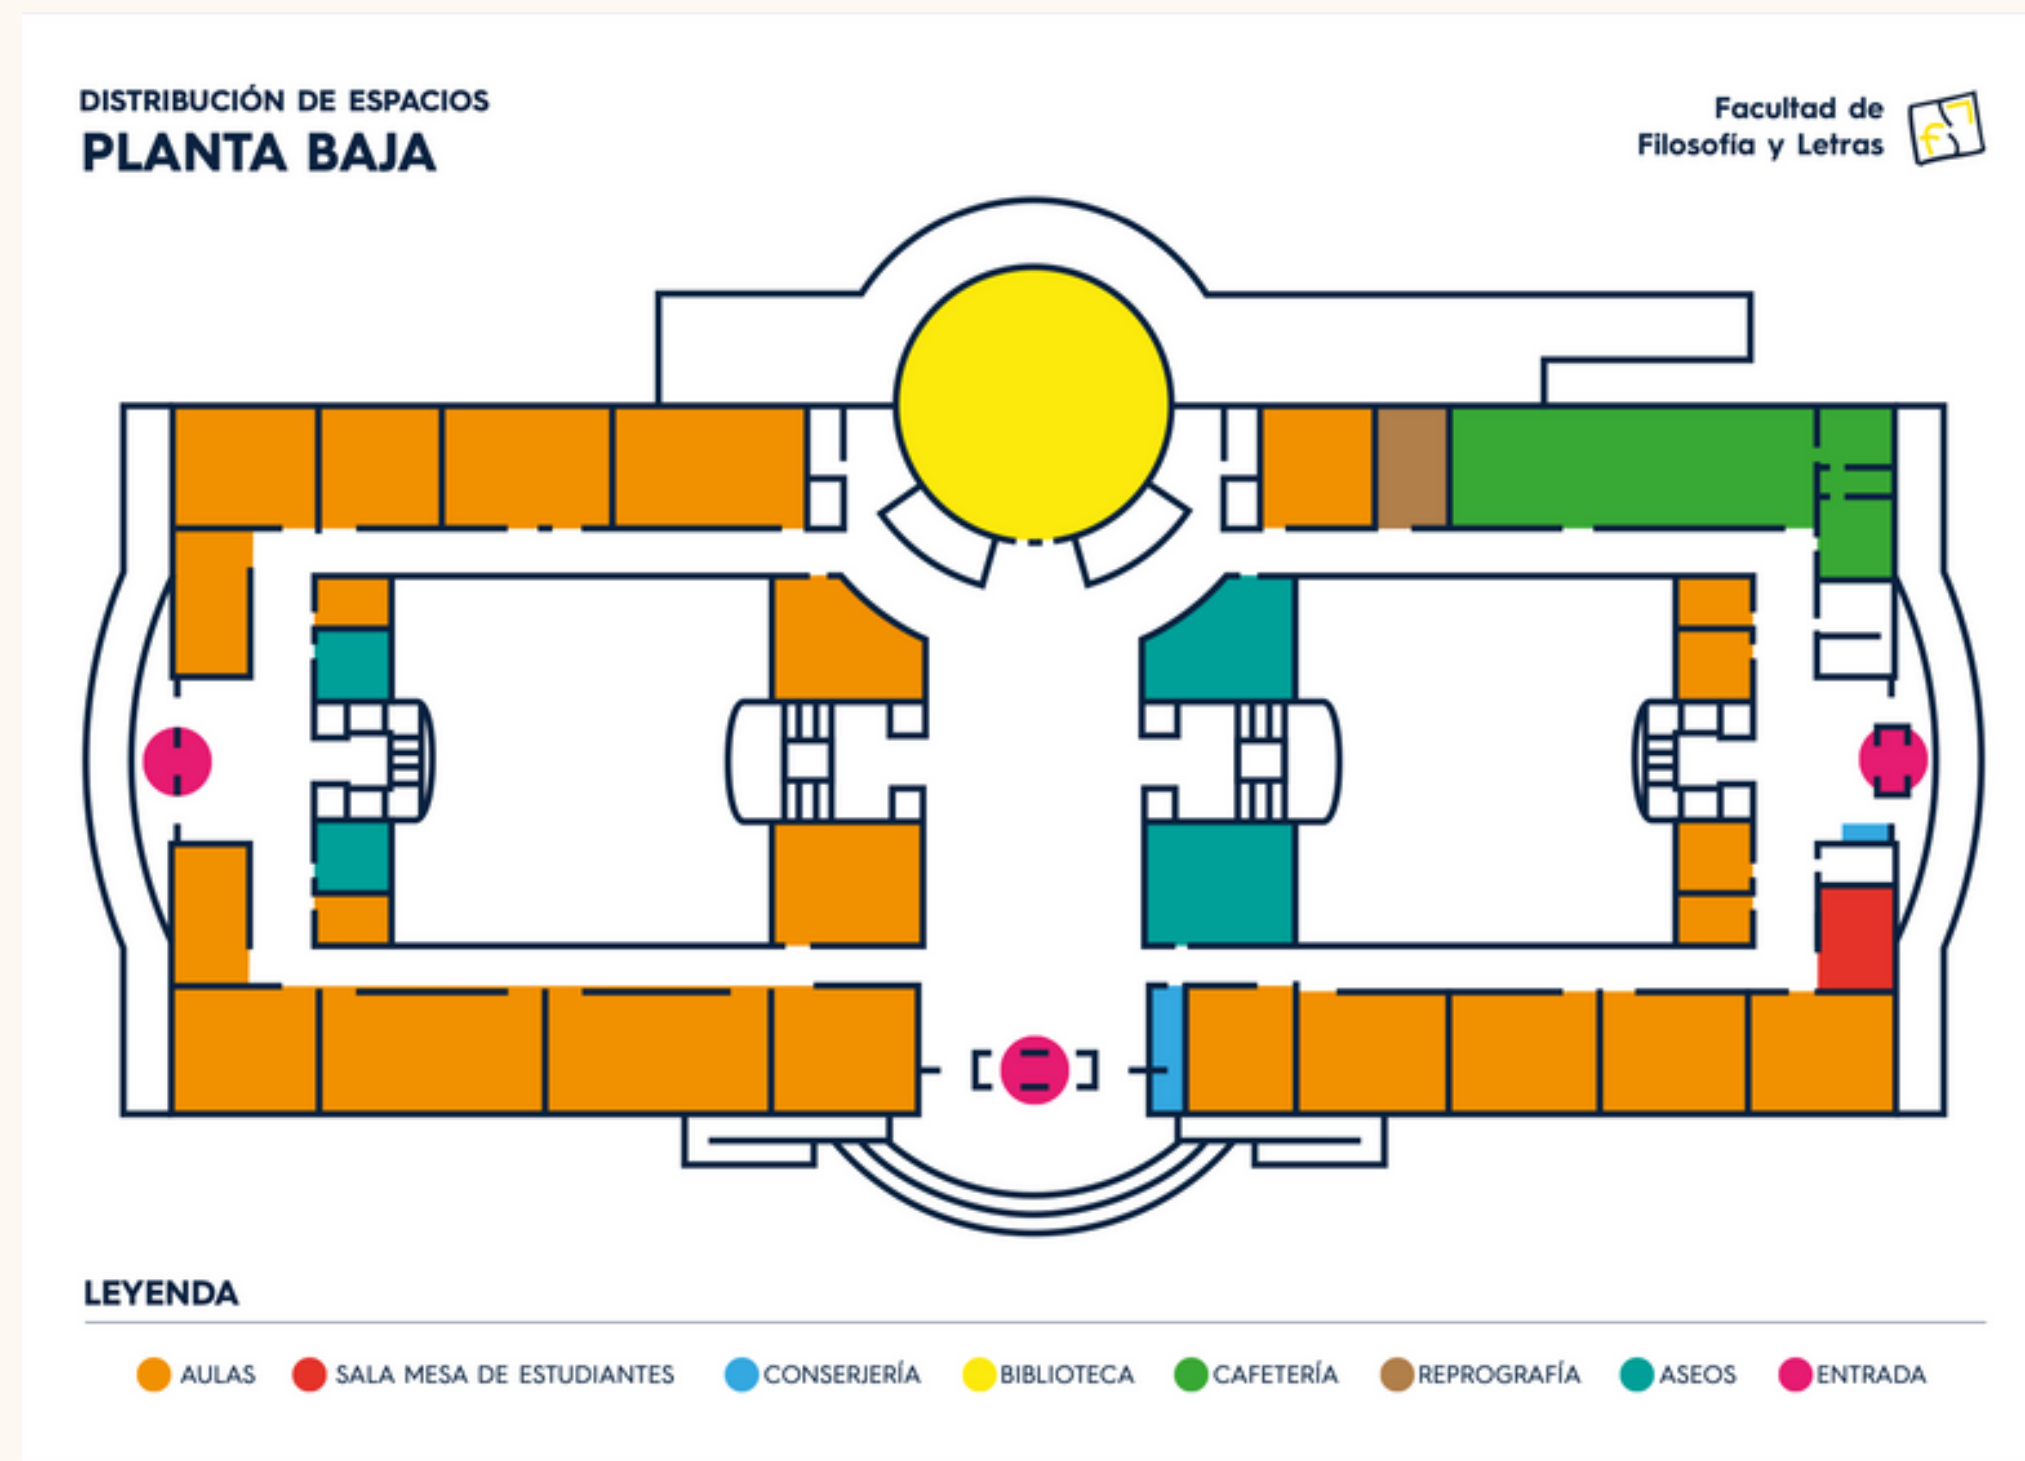 DISTRIBUCIÓN DE ESPACIOS
PLANTA BAJA
Facultad de
Filosofía y Letras
LEYENDA
AULAS SALA MESA DE ESTUDIANTES CONSERJERÍA BIBLIOTECA CAFETERÍA REPROGRAFÍA ASEOS ENTRADA